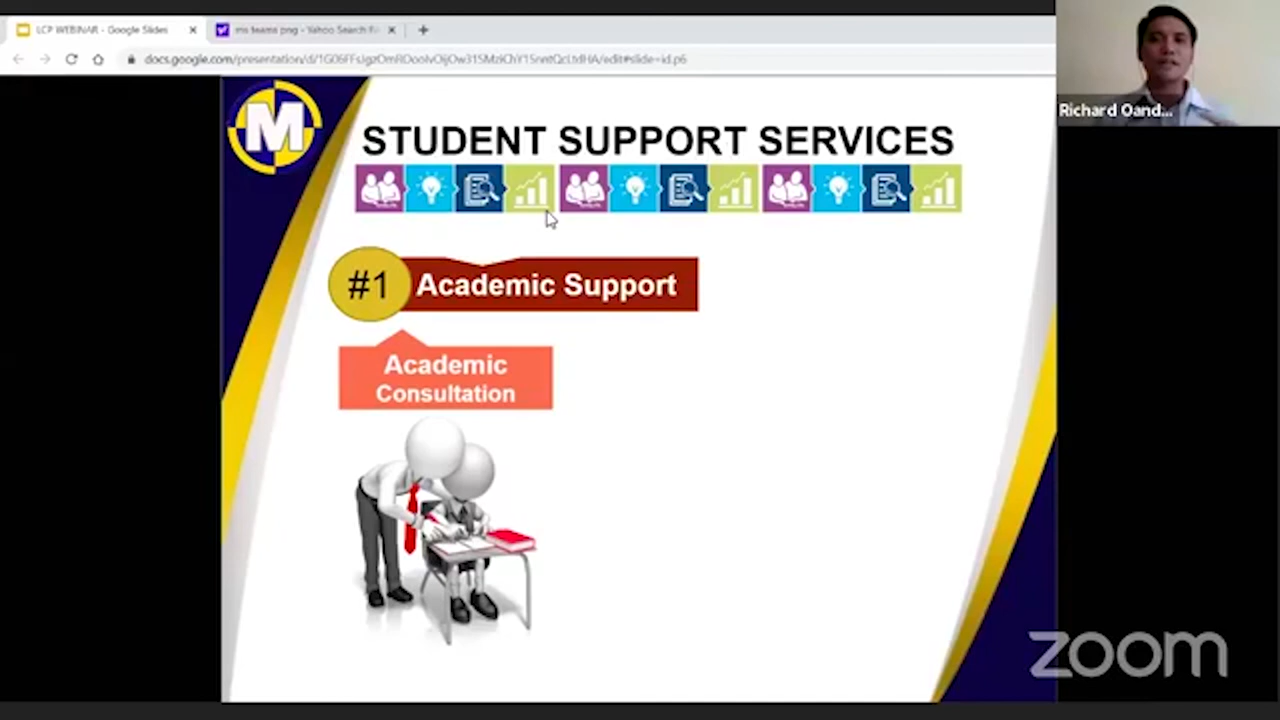 LCP WEBINAR - Google Slides
ms teams png - Yahoo Search Re
Richard Oand...
M
STUDENT SUPPORT SERVICES
#1 Academic Support
Academic
Consultation
zoom